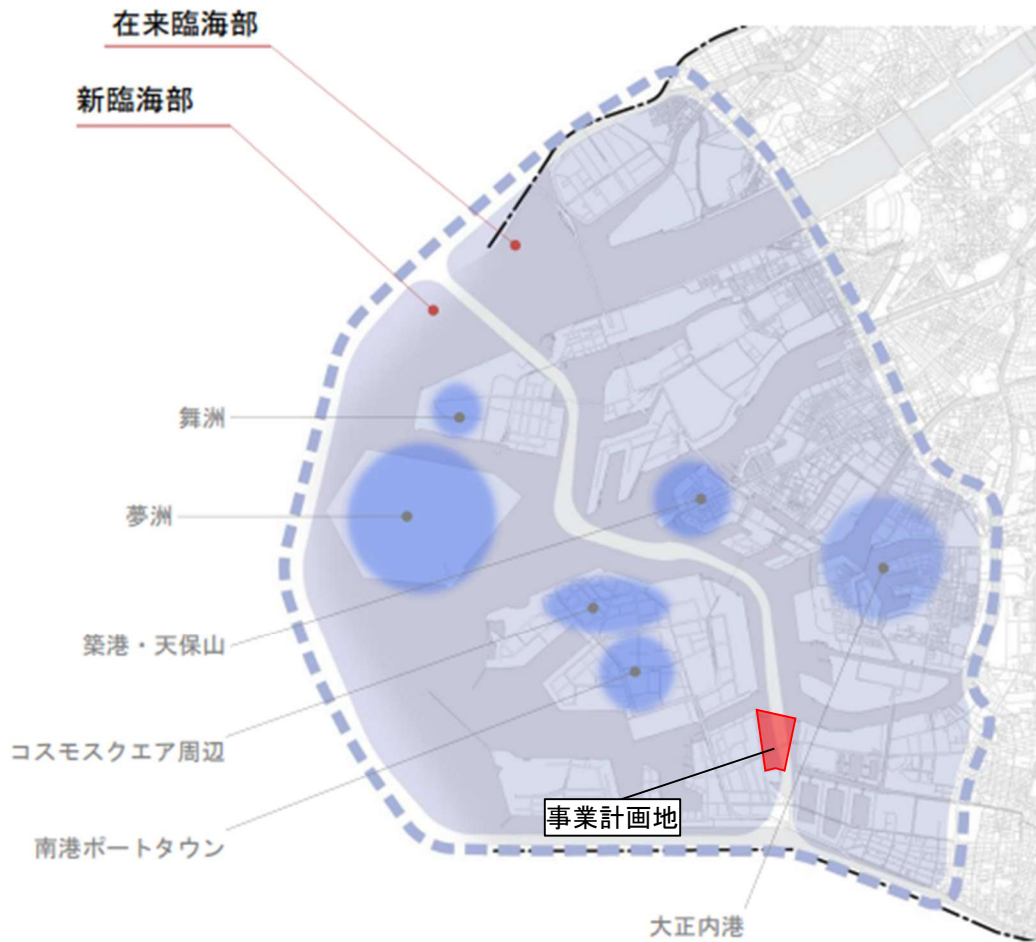 在来臨海部
新臨海部
舞洲
夢洲
築港・天保山
コスモスクエア周辺
事業計画地
南港ポートタウン
大正内港